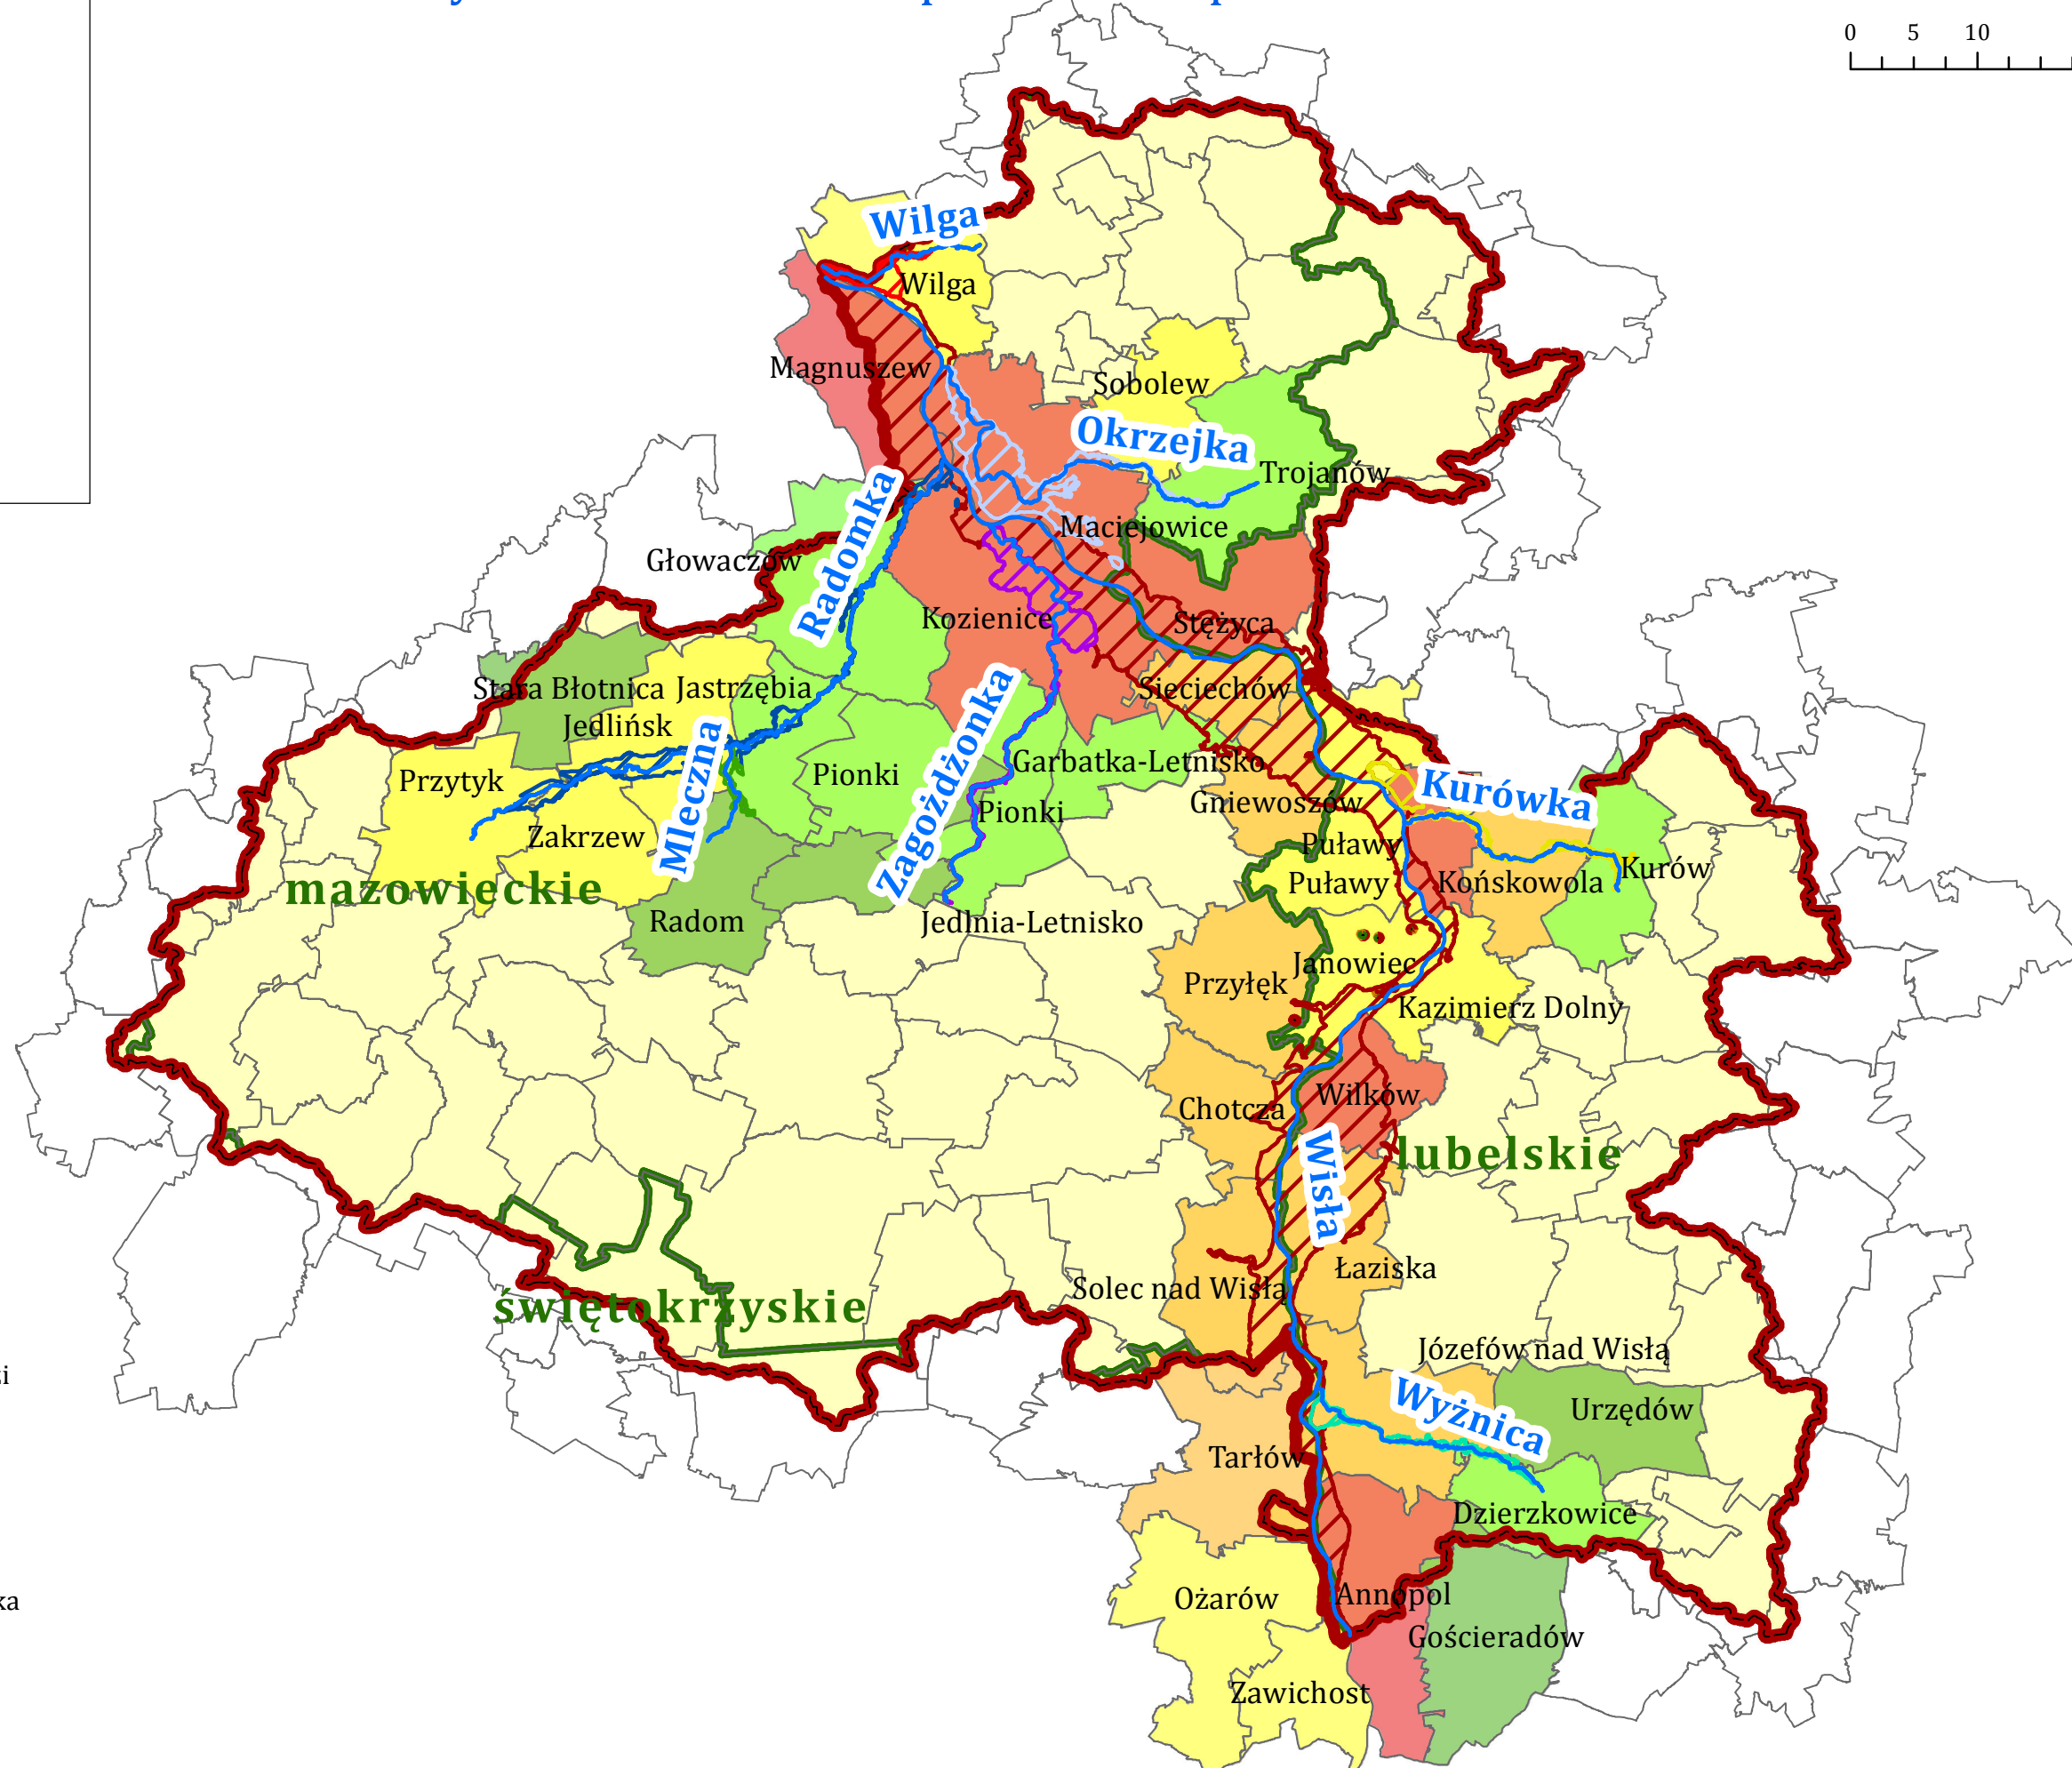 0 5 10
Wilga
Wilga
Magnuszew
Sobolew
Okrzejka
Trojanów
Radomka
Maciejowice
Głowaczów
Kozienice
Stężyca
Stara Błotnica
Jastrzębia
Sieciechów
Jedlińsk
Mleczna
Zagożdżonka
Garbatka-Letnisko
Przytyk
Pionki
Kurówka
Gniewoszów
Pionki
Zakrzew
Puławy
Kurów
mazowieckie
Puławy
Końskowola
Radom
Jedlnia-Letnisko
Janowiec
Przyłęk
Kazimierz Dolny
Wilków
Chotcza
lubelskie
Wisła
Łaziska
Solec nad Wisłą
świętokrzyskie
Józefów nad Wisłą
Wyżnica
Urzędów
Tarłów
Dzierzkowice
Ożarów
Annopol
Gościeradów
Zawichost